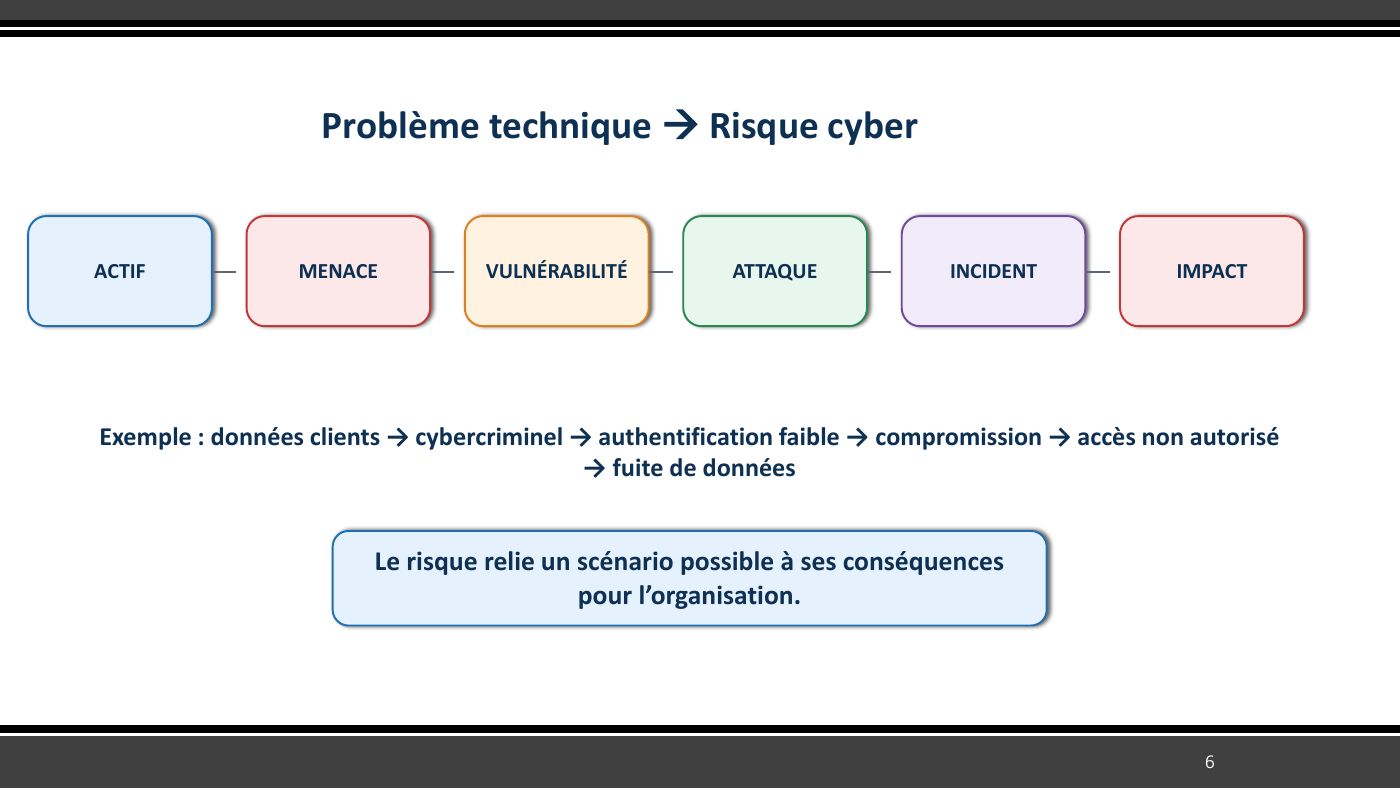 Problème technique → Risque cyber
ACTIF
MENACE
VULNÉRABILITÉ
ATTAQUE
INCIDENT
IMPACT
Exemple : données clients → cybercriminel → authentification faible → compromission → accès non autorisé
→ fuite de données
Le risque relie un scénario possible à ses conséquences
pour l’organisation.
6